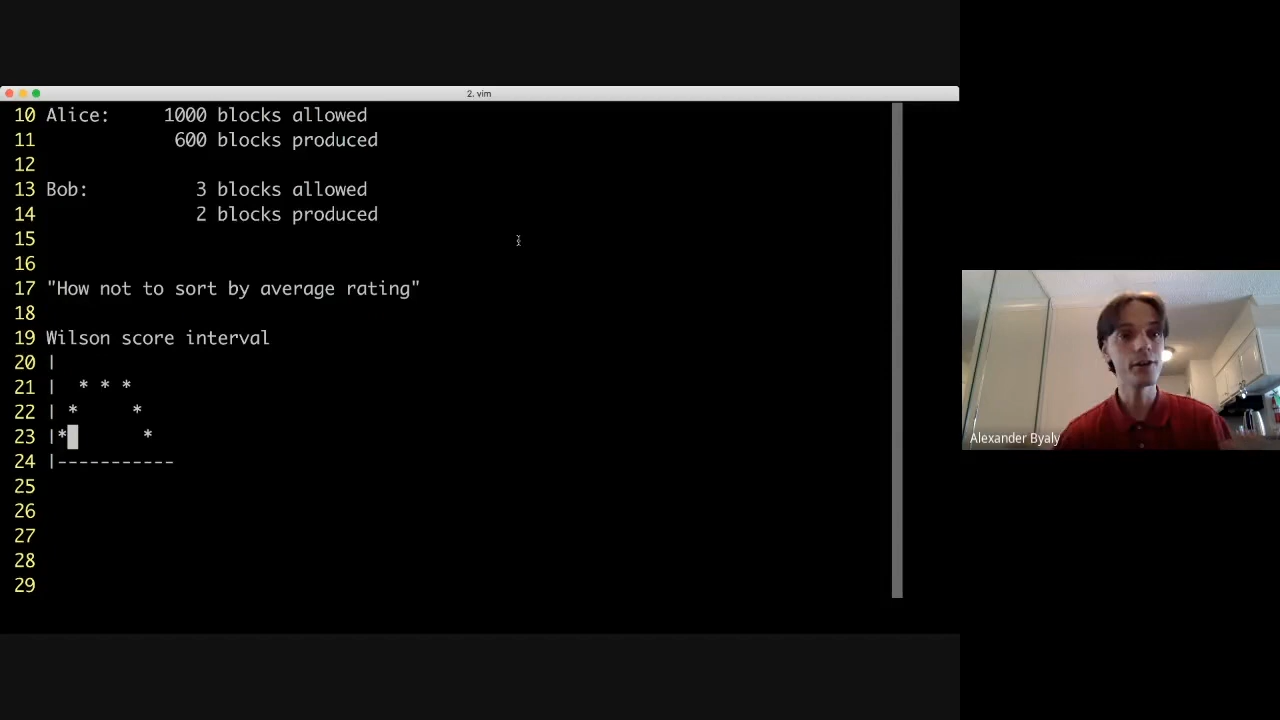 2. vim
10 Alice:     1000 blocks allowed
11             600 blocks produced
12
13 Bob:          3 blocks allowed
14               2 blocks produced
15
16
17 "How not to sort by average rating"
18
19 Wilson score interval
20 |
21 |  * * *
22 | *     *
23 |*       *
24 |-----------
25
26
27
28
29
Alexander Byaly